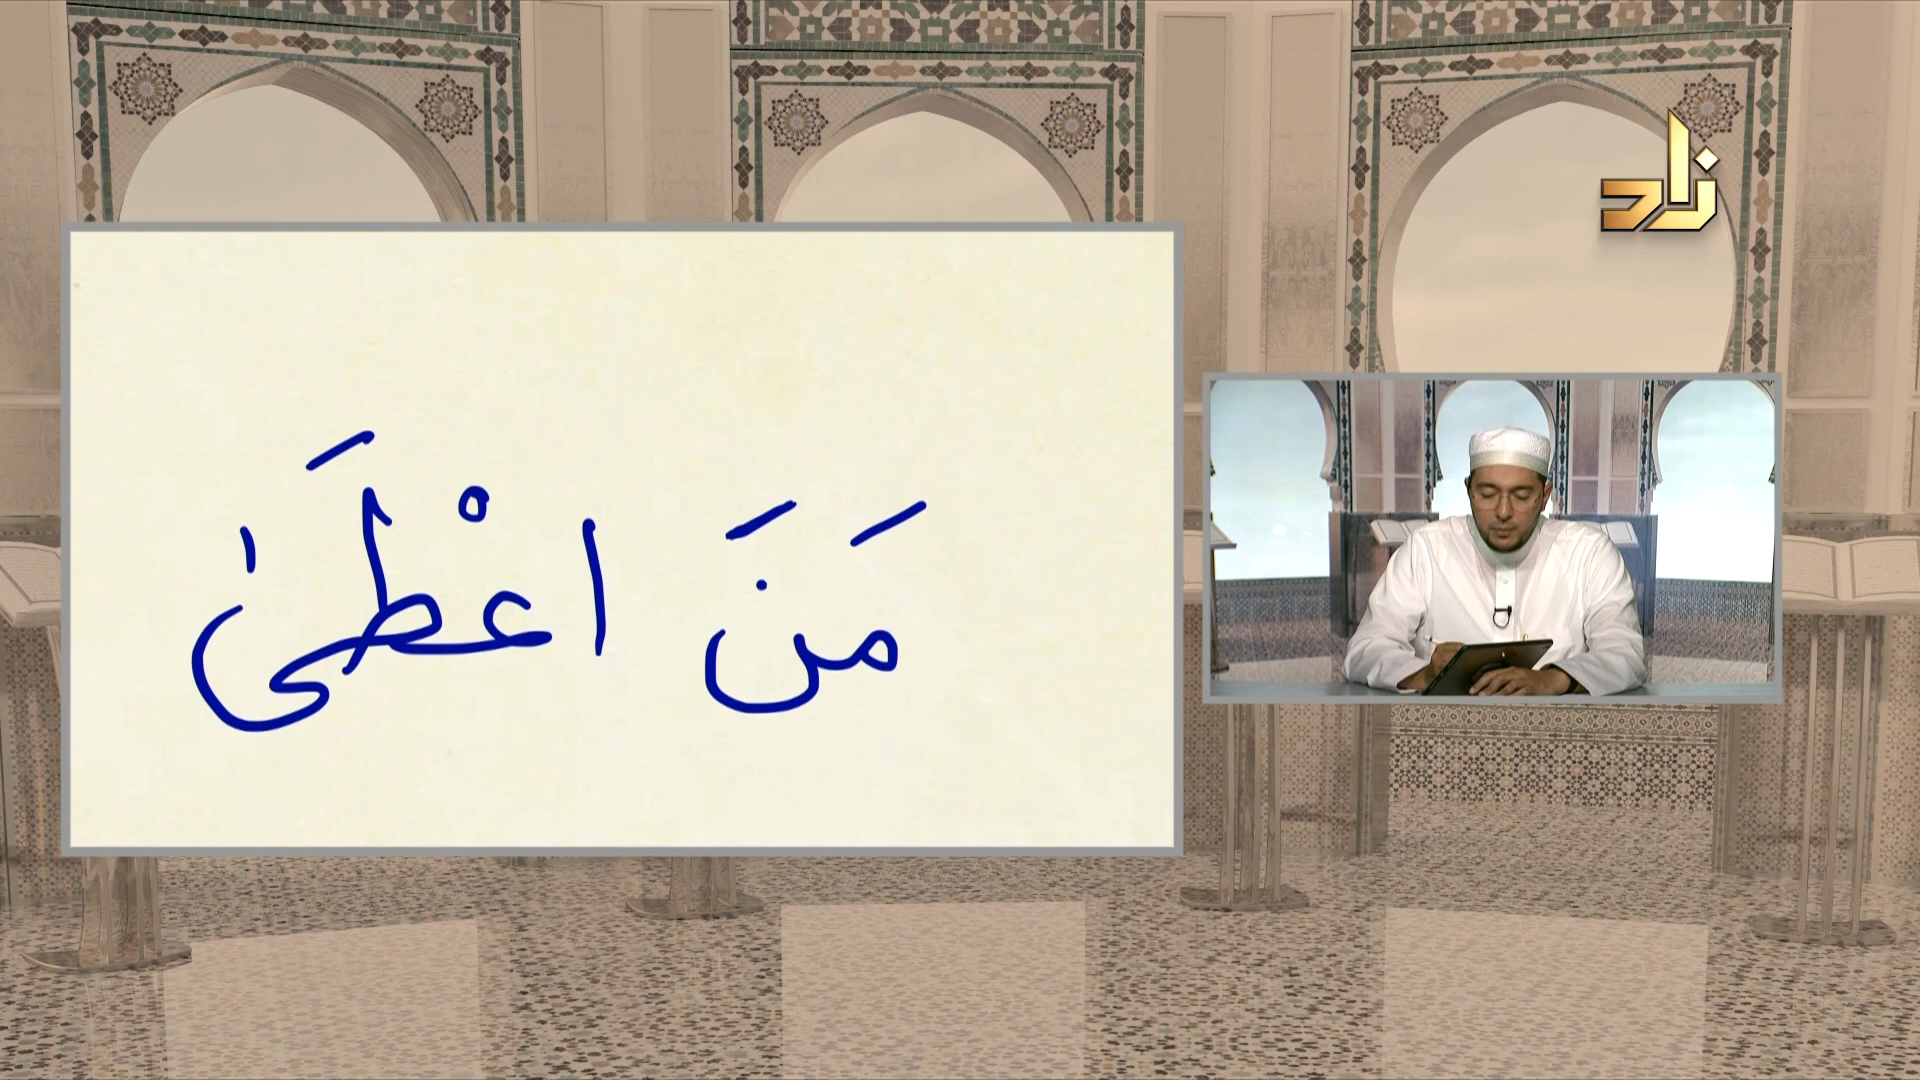 زاد
مَنَ اعْطَىٰ